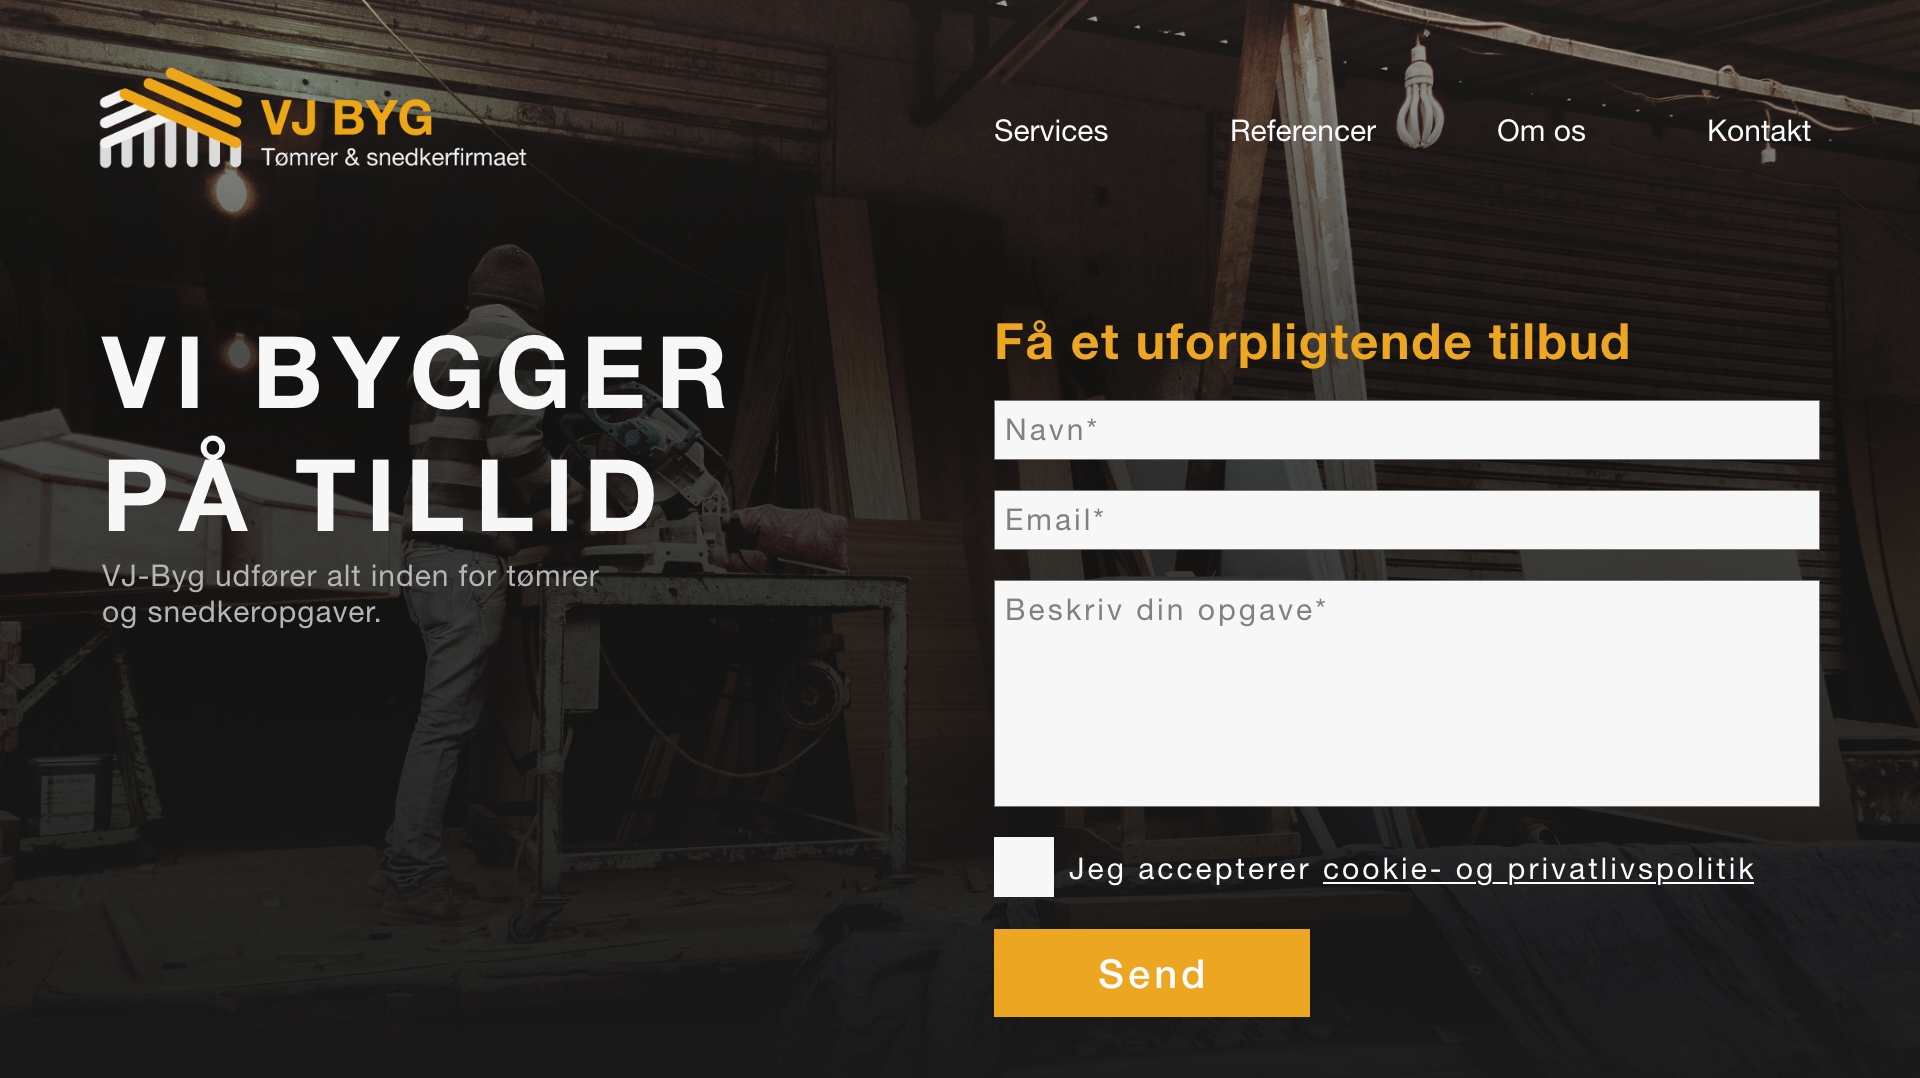 VJ BYG
Tømrer & snedkerfirmaet
Services
Referencer
Om os
Kontakt
VI BYGGER
PÅ TILLID
VJ-Byg udfører alt inden for tømrer
og snedkeropgaver.
Få et uforpligtende tilbud
Navn*
Email*
Beskriv din opgave*
Jeg accepterer cookie- og privatlivspolitik
Send